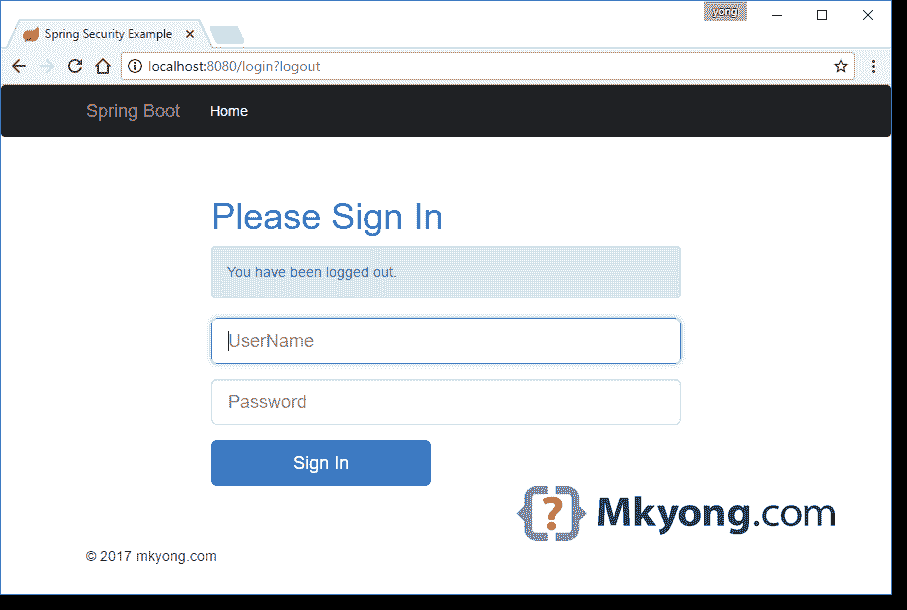 yong
Spring Security Example
localhost:8080/login?logout
Spring Boot Home
Please Sign In
You have been logged out.
UserName
Password
Sign In
{?} Mkyong.com
© 2017 mkyong.com